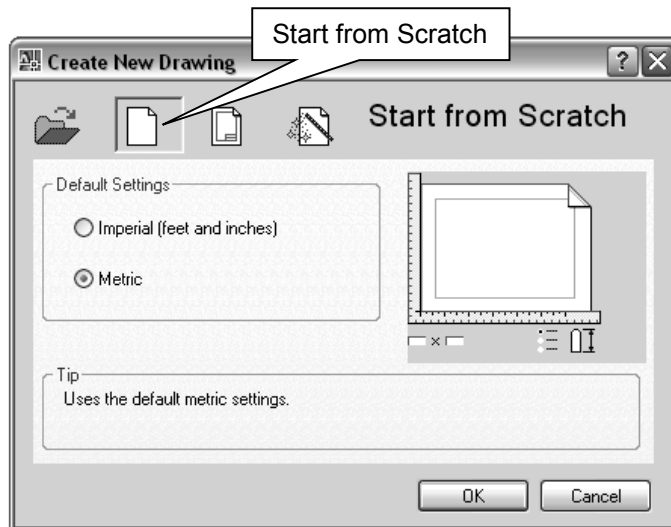 Start from Scratch
Create New Drawing
?
Start from Scratch
Default Settings
Imperial (feet and inches)
Metric
Tip
Uses the default metric settings.
OK
Cancel